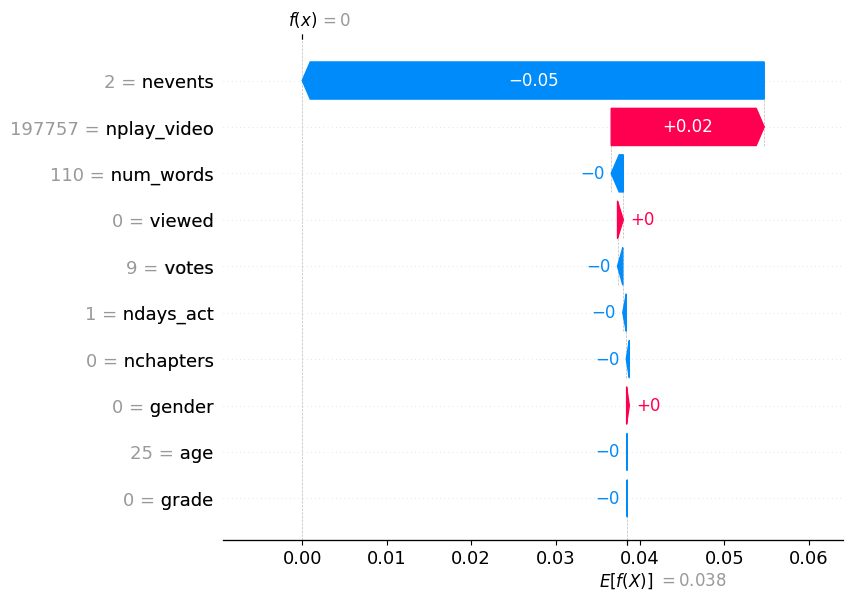 f(x) = 0
2 = nevents
−0.05
197757 = nplay_video
+0.02
110 = num_words
−0
0 = viewed
+0
9 = votes
−0
1 = ndays_act
−0
0 = nchapters
−0
0 = gender
+0
25 = age
−0
0 = grade
−0
0.00 0.01 0.02 0.03 0.04 0.05 0.06
E[f(X)] = 0.038